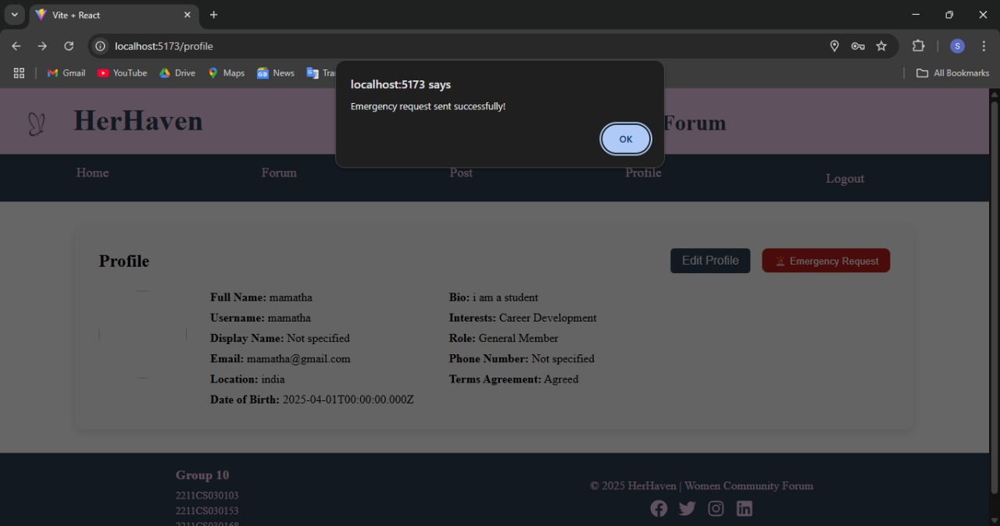 Vite + React
localhost:5173/profile
S
Gmail
YouTube
Drive
Maps
News
Tra
All Bookmarks
localhost:5173 says
Emergency request sent successfully!
OK
HerHaven
Forum
Home
Forum
Post
Profile
Logout
Profile
Edit Profile
Emergency Request
Full Name: mamatha
Username: mamatha
Display Name: Not specified
Email: mamatha@gmail.com
Location: india
Date of Birth: 2025-04-01T00:00:00.000Z
Bio: i am a student
Interests: Career Development
Role: General Member
Phone Number: Not specified
Terms Agreement: Agreed
Group 10
2211CS030103
2211CS030153
2211CS030168
© 2025 HerHaven | Women Community Forum